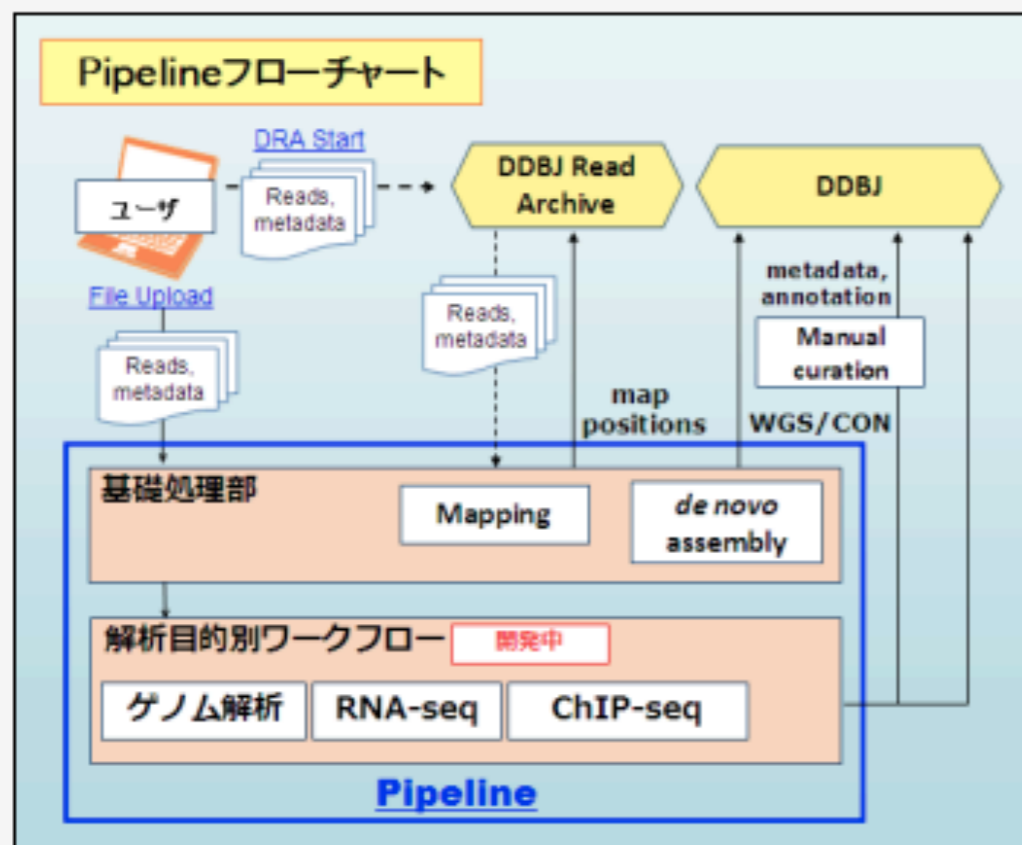 Pipelineフローチャート
DRA Start
ユーザ
Reads,
metadata
DDBJ Read
Archive
DDBJ
File Upload
Reads,
metadata
Reads,
metadata
metadata,
annotation
Manual
curation
map
positions
WGS/CON
基礎処理部
Mapping
de novo
assembly
解析目的別ワークフロー
開発中
ゲノム解析
RNA-seq
ChIP-seq
Pipeline